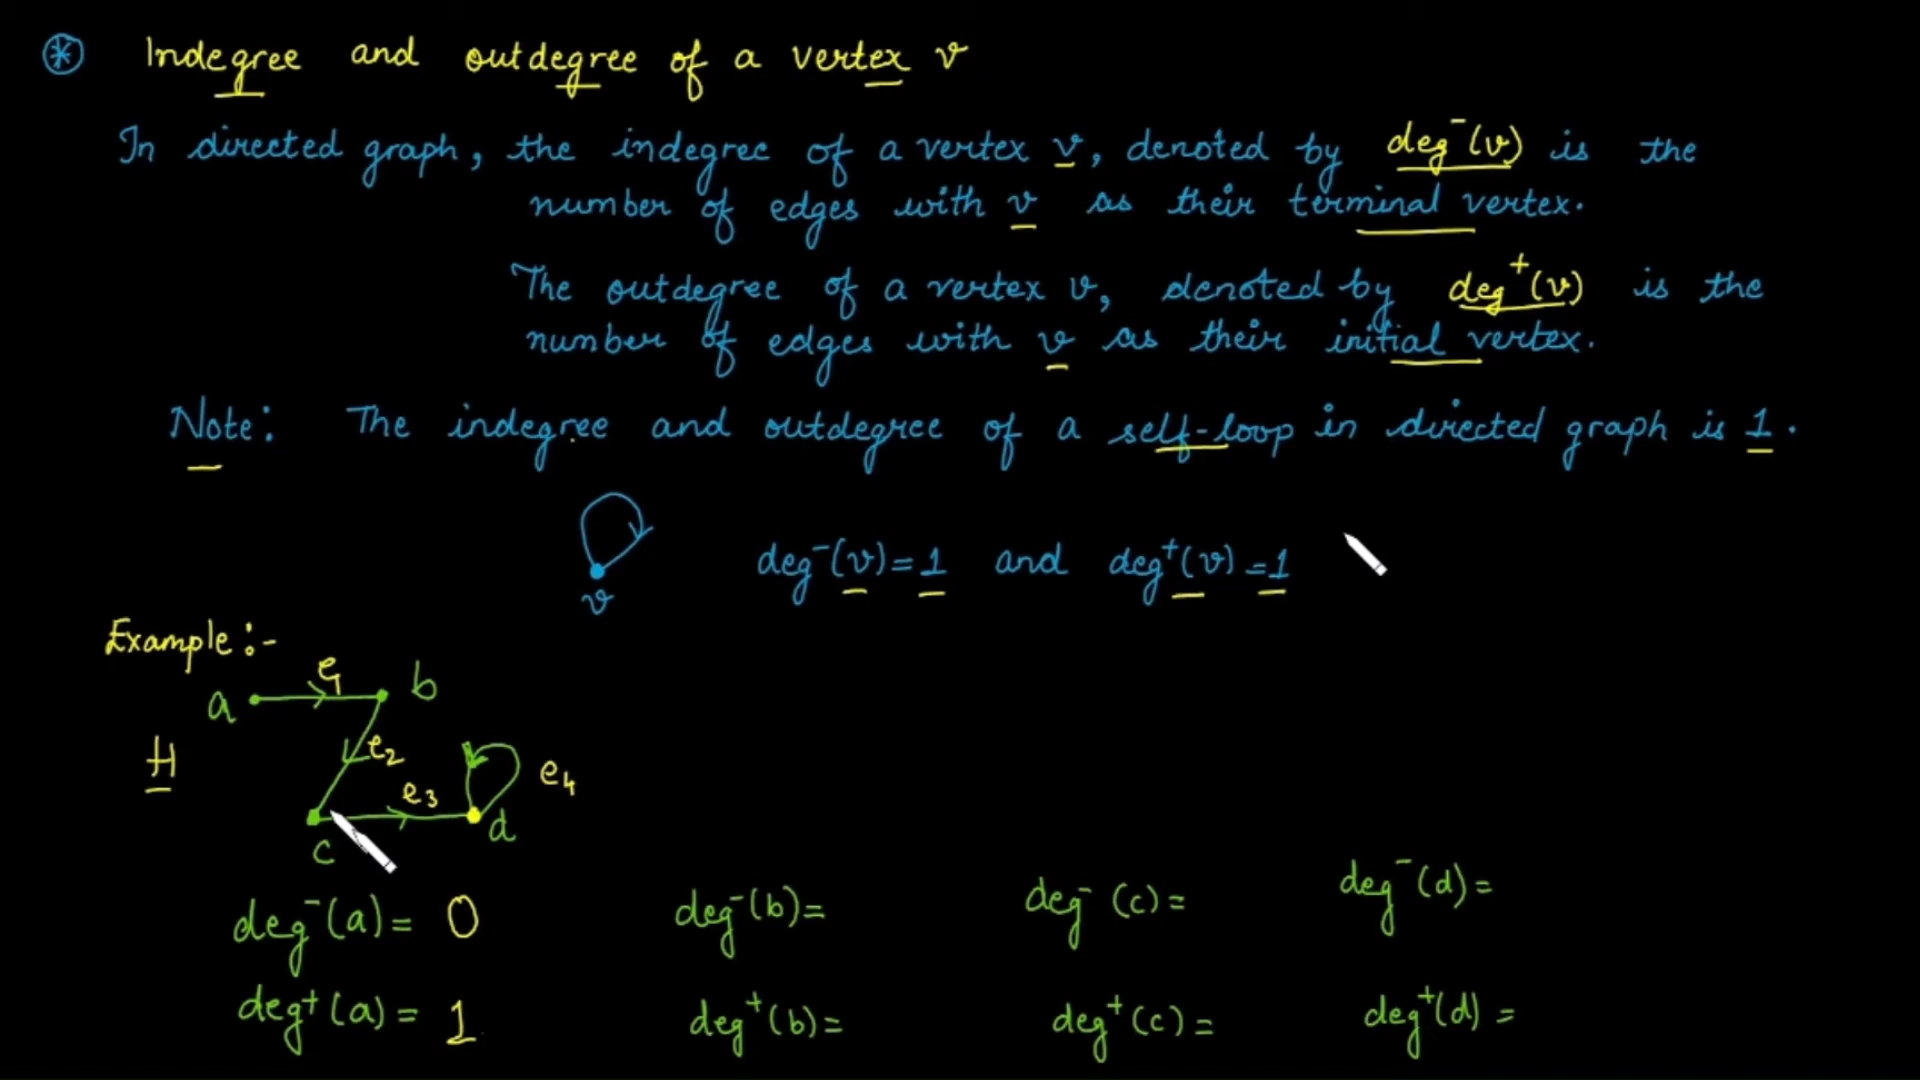 * Indegree and outdegree of a vertex v
In directed graph, the indegree of a vertex v, denoted by deg⁻(v) is the
number of edges with v as their terminal vertex.
The outdegree of a vertex v, denoted by deg⁺(v) is the
number of edges with v as their initial vertex.
Note: The indegree and outdegree of a self-loop in directed graph is 1.
deg⁻(v)=1 and deg⁺(v)=1
v
Example:-
a e₁ b
H e₂ e₄
e₃
c d
deg⁻(a)= 0 deg⁻(b)= deg⁻(c)= deg⁻(d)=
deg⁺(a)= 1 deg⁺(b)= deg⁺(c)= deg⁺(d)=